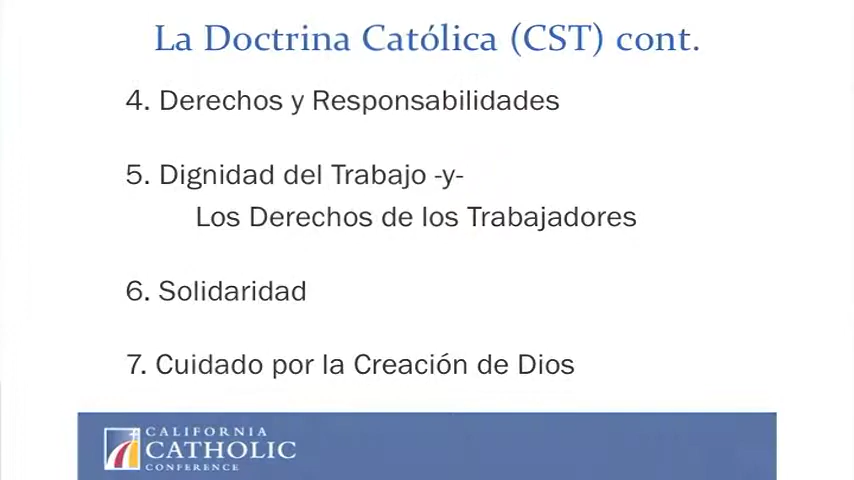 La Doctrina Católica (CST) cont.
4. Derechos y Responsabilidades
5. Dignidad del Trabajo -y-
Los Derechos de los Trabajadores
6. Solidaridad
7. Cuidado por la Creación de Dios
CALIFORNIA
CATHOLIC
CONFERENCE